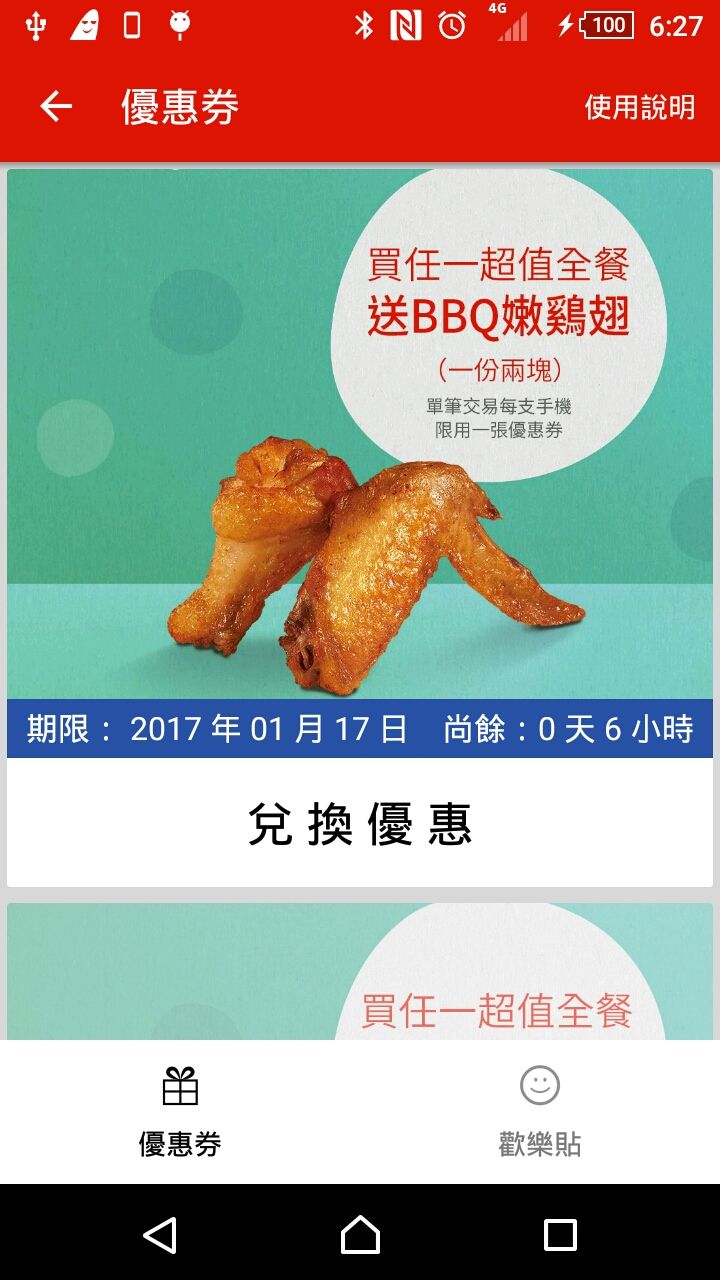 4G
100
6:27
優惠券
使用說明
買任一超值全餐
送BBQ嫩鷄翅
（一份兩塊）
單筆交易每支手機
限用一張優惠券
期限： 2017 年 01 月 17 日 尚餘：0 天 6 小時
兌換優惠
買任一超值全餐
優惠券
歡樂貼